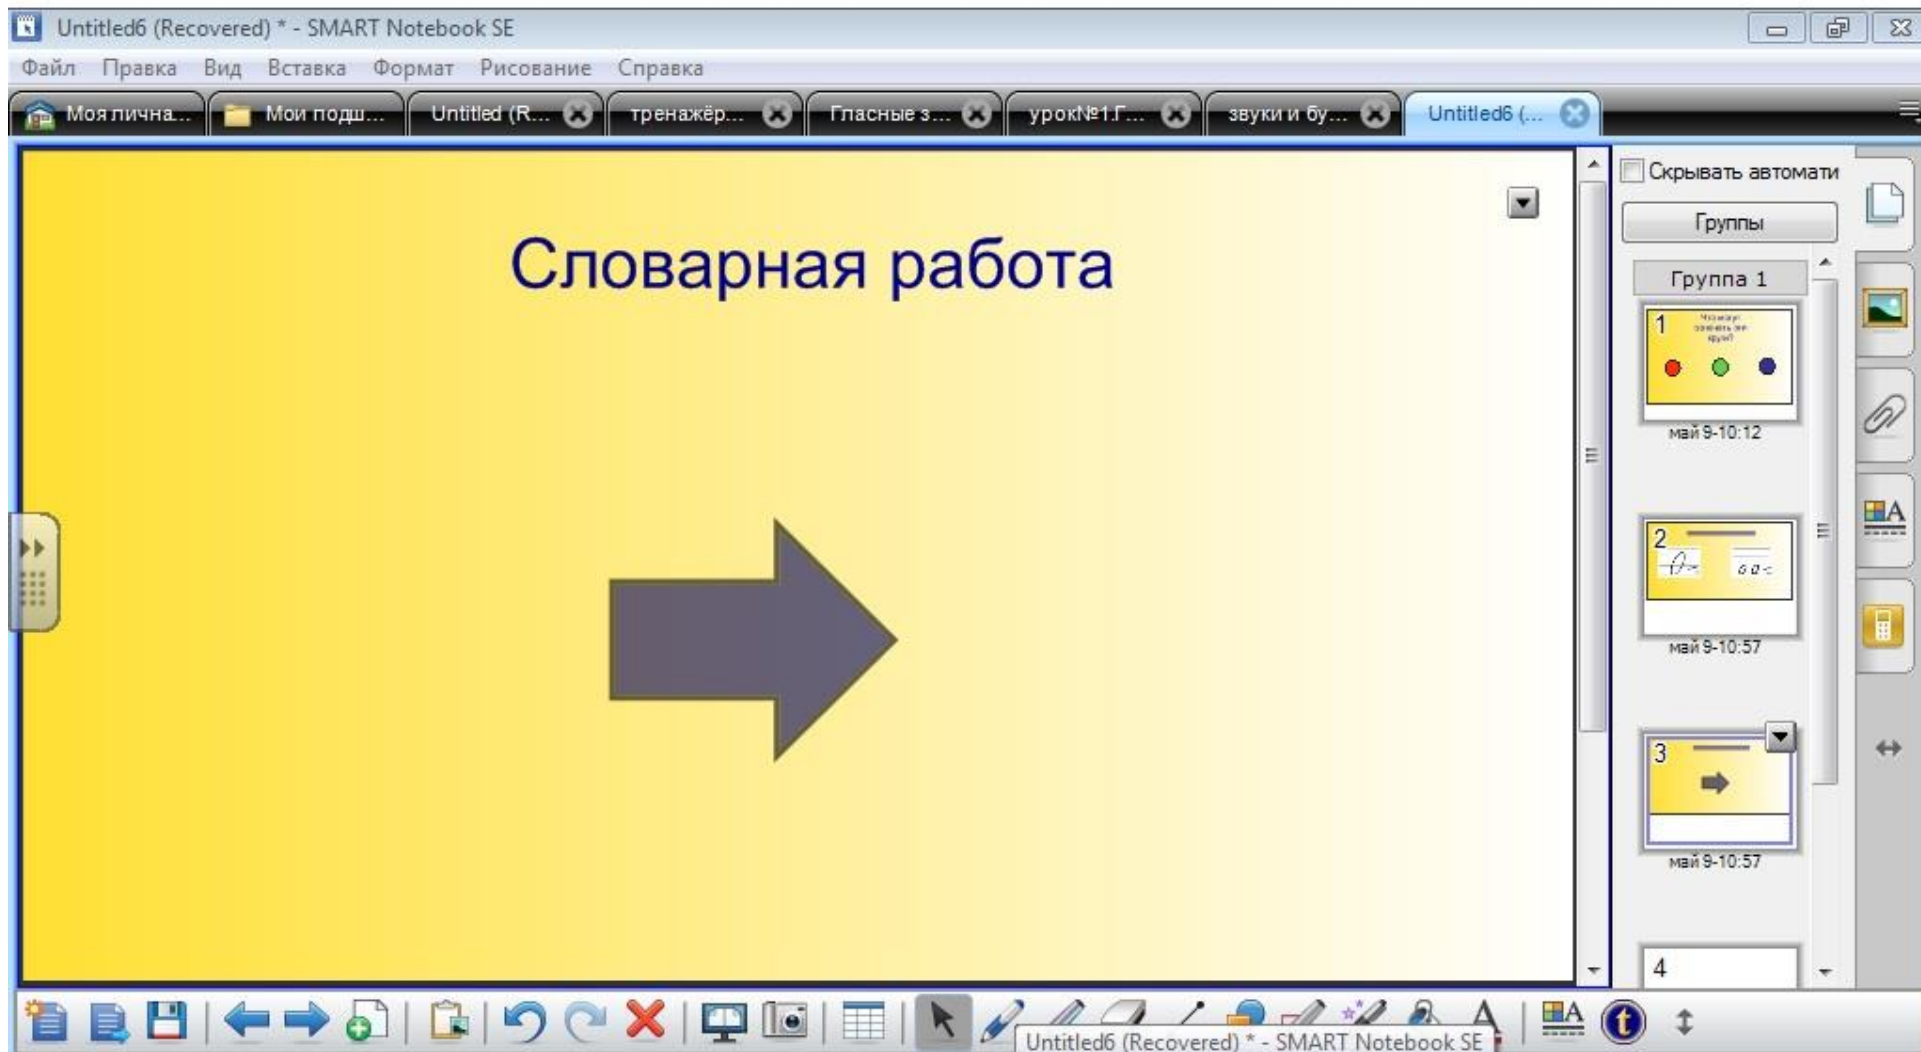 Untitled6 (Recovered) * - SMART Notebook SE
Файл Правка Вид Вставка Формат Рисование Справка
Моя лична... Мои подш... Untitled (R... тренажёр... Гласные з... урок№1.Г... звуки и бу... Untitled6 (...
Скрывать автомати
Группы
Словарная работа
Группа 1
1
май 9-10:12
2
май 9-10:57
3
май 9-10:57
4
Untitled6 (Recovered) * - SMART Notebook SE